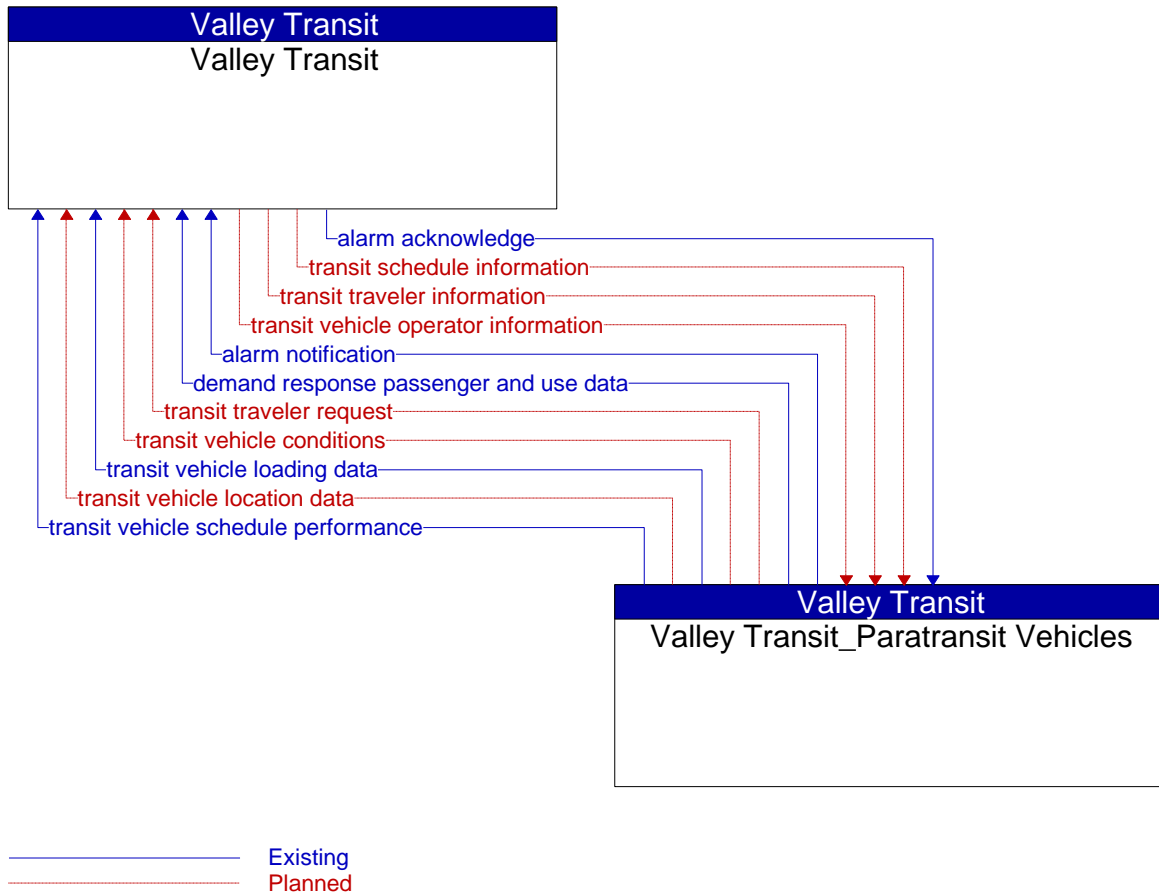 Valley Transit
Valley Transit
alarm acknowledge
transit schedule information
transit traveler information
transit vehicle operator information
alarm notification
demand response passenger and use data
transit traveler request
transit vehicle conditions
transit vehicle loading data
transit vehicle location data
transit vehicle schedule performance
Valley Transit
Valley Transit_Paratransit Vehicles
Existing
Planned